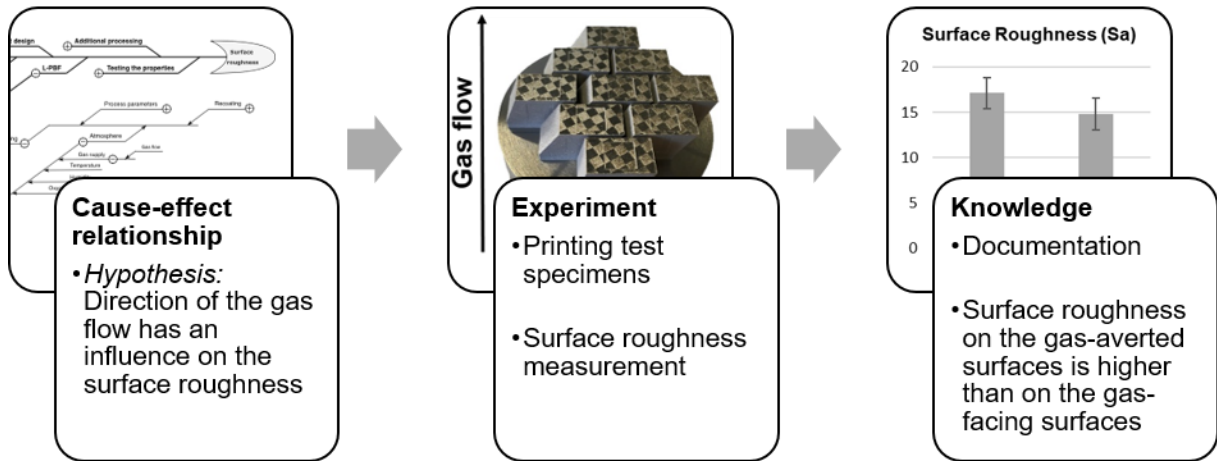 design
Additional processing
Surface
roughness
L-PBF
Testing the properties
Process parameters
Recoating
Atmosphere
Gas supply
Gas flow
Temperature
Cause-effect
relationship
•Hypothesis:
Direction of the gas
flow has an
influence on the
surface roughness
Gas flow
Experiment
•Printing test
specimens
•Surface roughness
measurement
Surface Roughness (Sa)
20
15
10
5
0
Knowledge
•Documentation
•Surface roughness
on the gas-averted
surfaces is higher
than on the gas-
facing surfaces